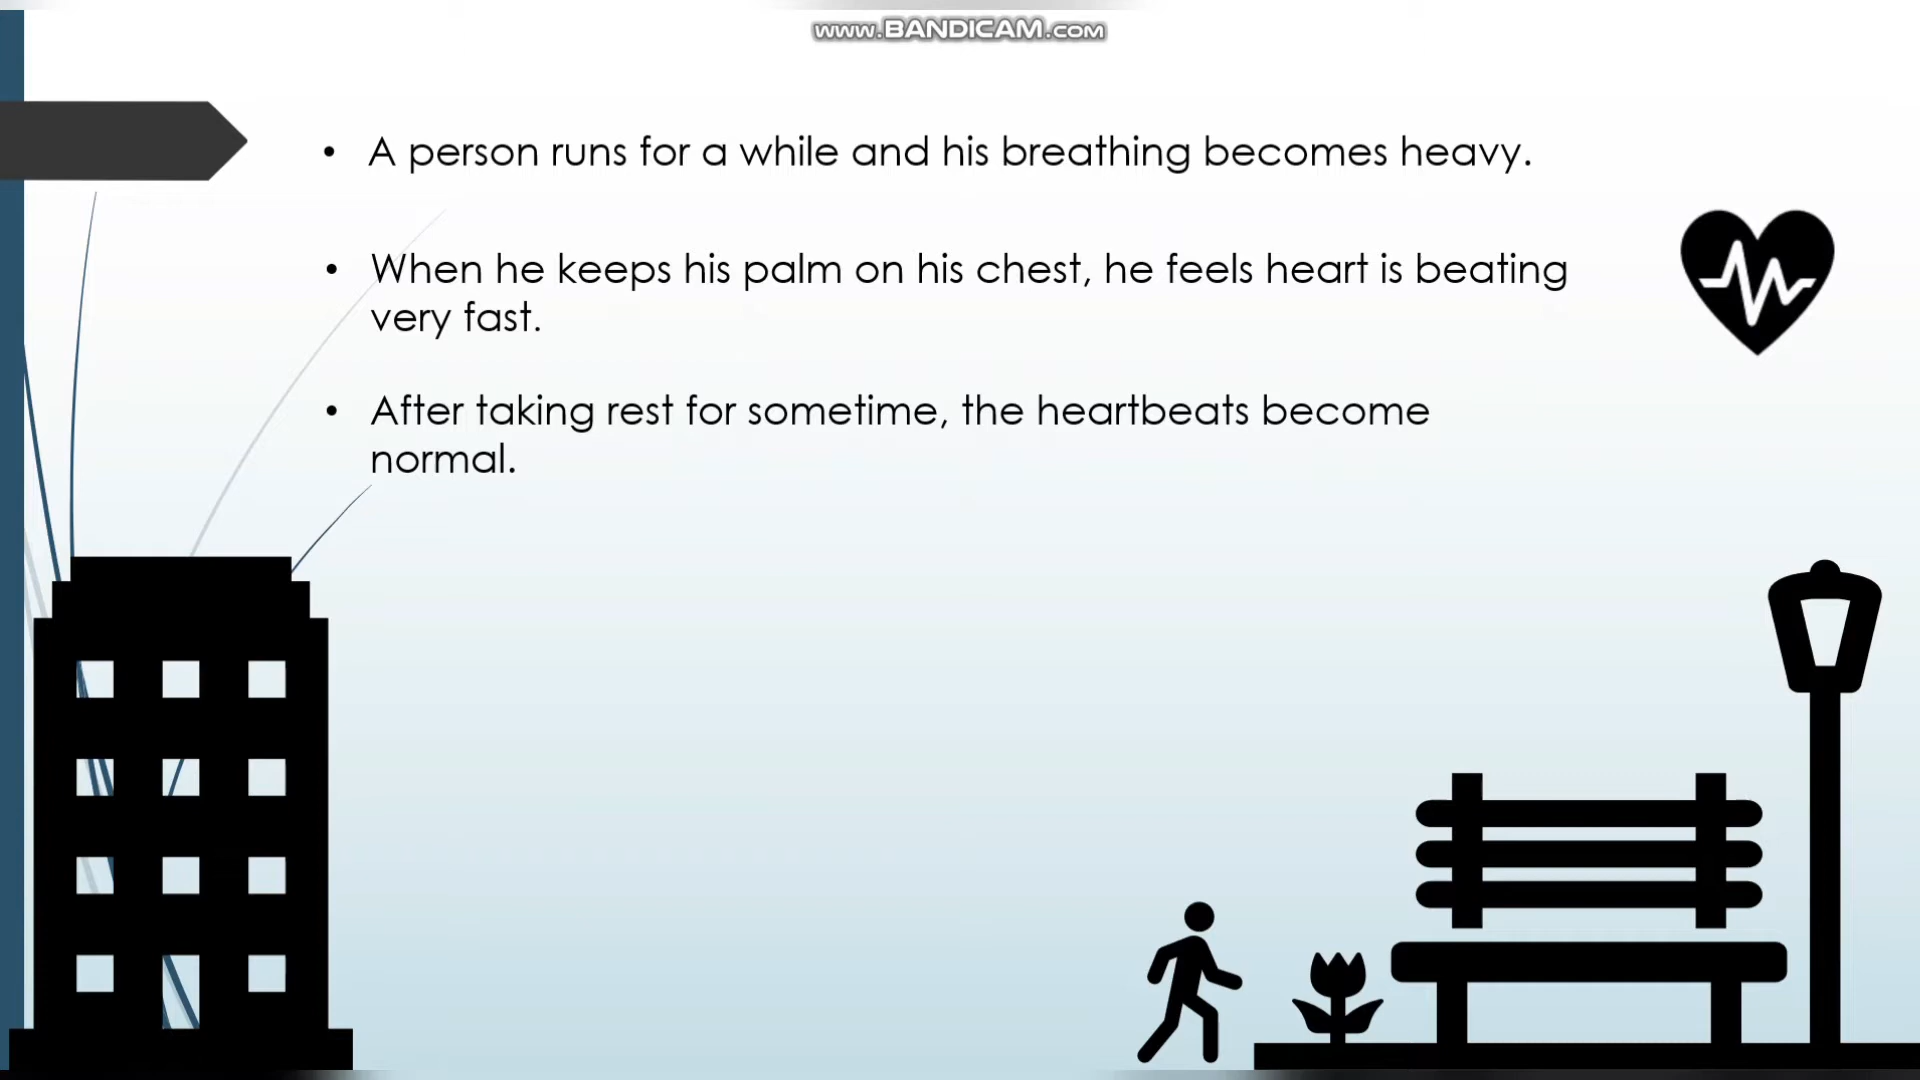 www.BANDICAM.com
• A person runs for a while and his breathing becomes heavy.
• When he keeps his palm on his chest, he feels heart is beating
very fast.
• After taking rest for sometime, the heartbeats become
normal.